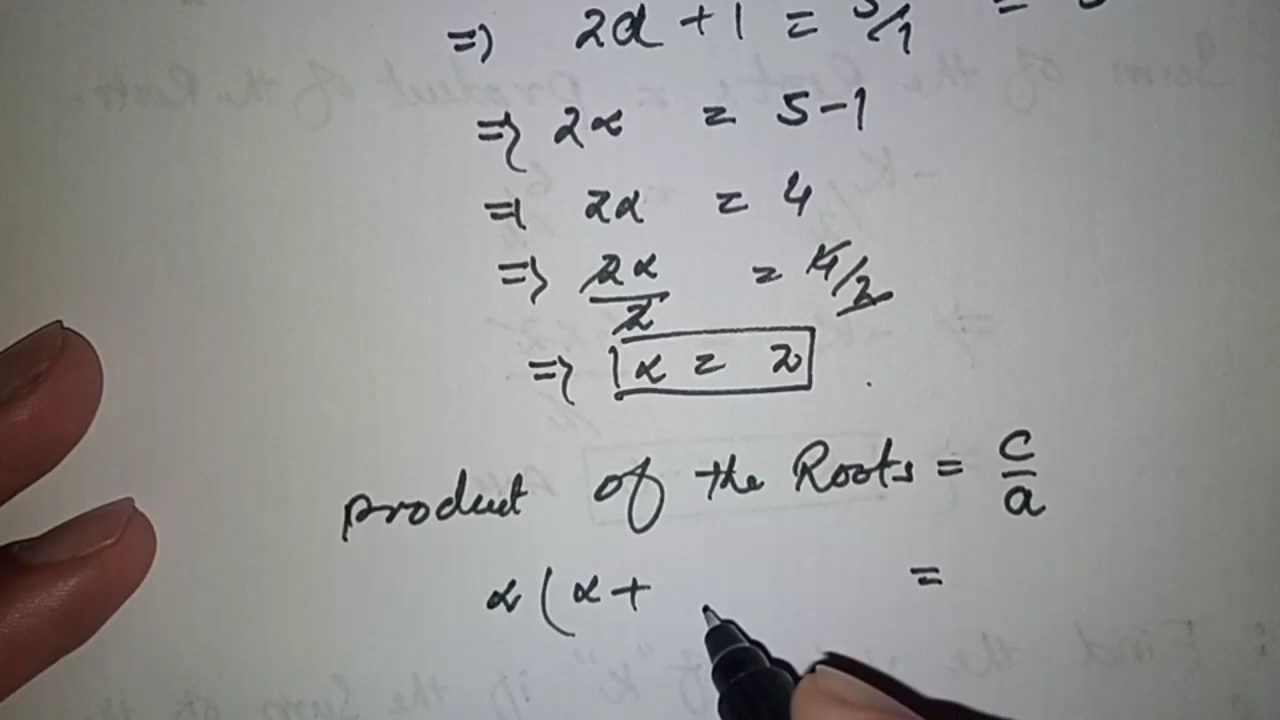 => 2α + 1 = 5/1 =
=> 2α = 5-1
=> 2α = 4
=> 2α/2 = 4/2
=> α = 2
product of the Roots = c/a
α (α + =